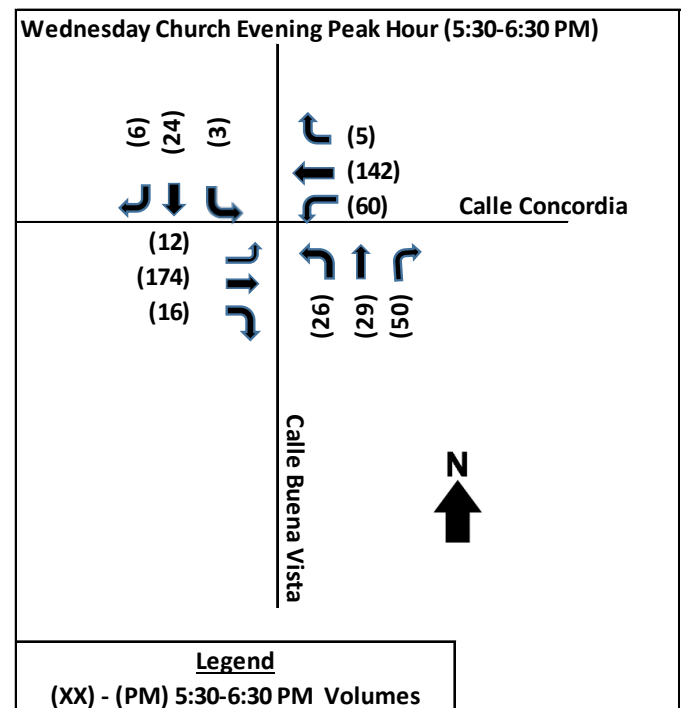 Wednesday Church Evening Peak Hour (5:30-6:30 PM)
(6) (24) (3)
(5)
(142)
(60)
Calle Concordia
(12)
(174)
(16)
(26) (29) (50)
Calle Buena Vista
N
Legend
(XX) - (PM) 5:30-6:30 PM Volumes